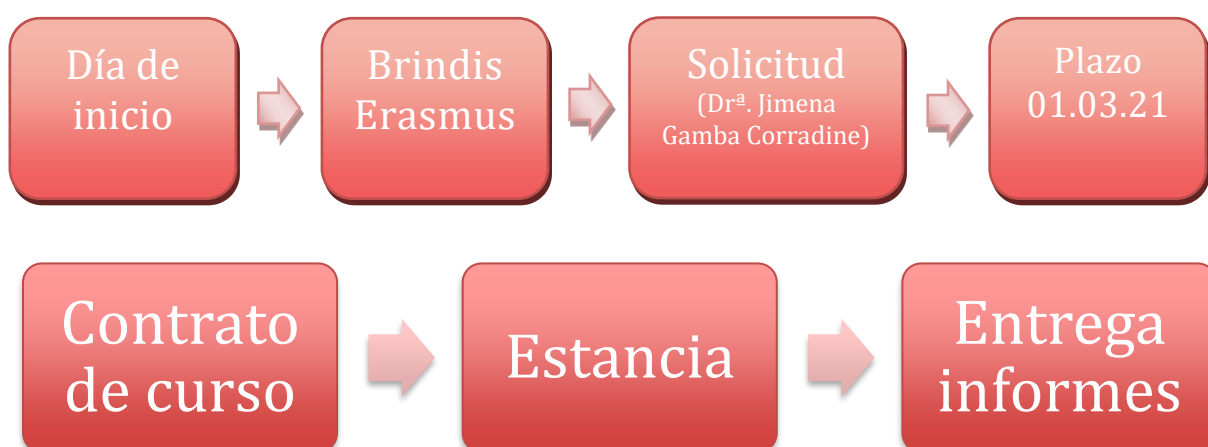 Día de
inicio
Brindis
Erasmus
Solicitud
(Drª. Jimena
Gamba Corradine)
Plazo
01.03.21
Contrato
de curso
Estancia
Entrega
informes